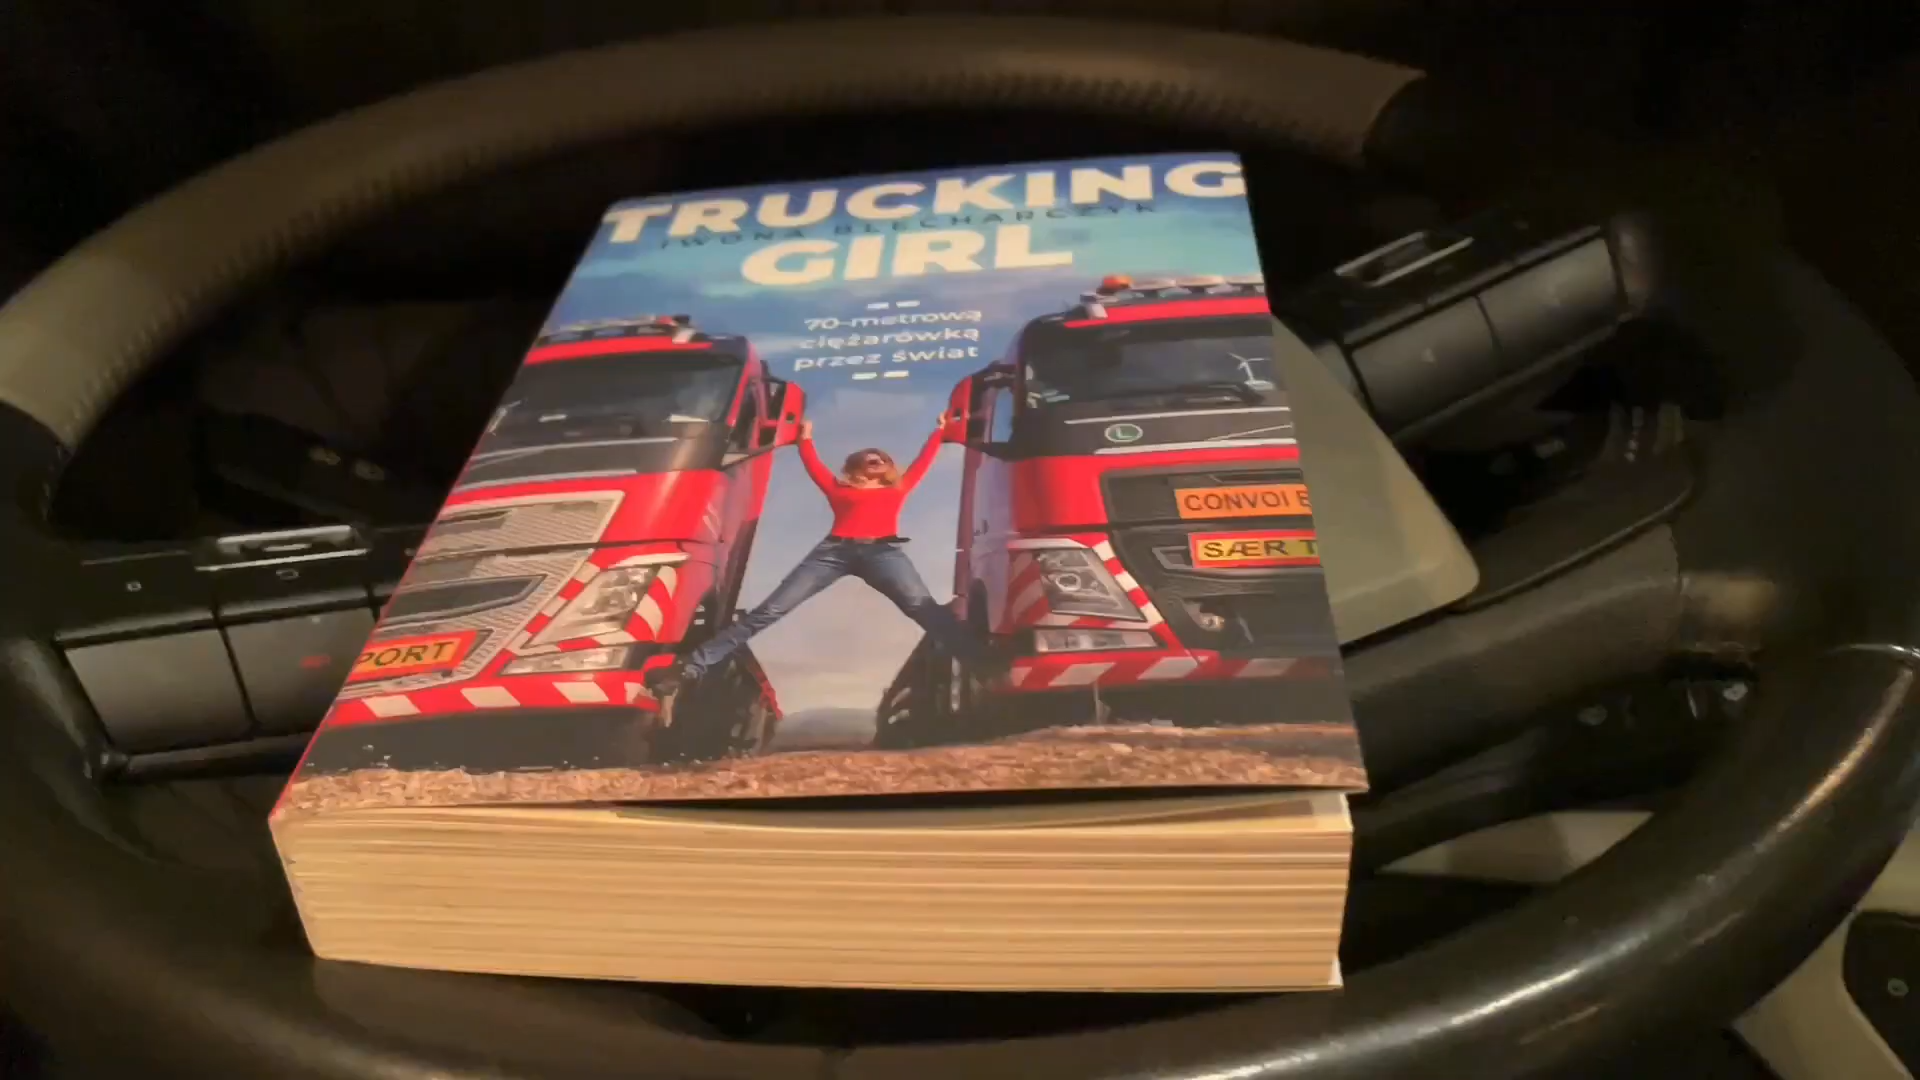 TRUCKING
IWONA BLECHARCZYK
GIRL
70-metrową
ciężarówką
przez świat
L
CONVOI E
SÆR T
PORT